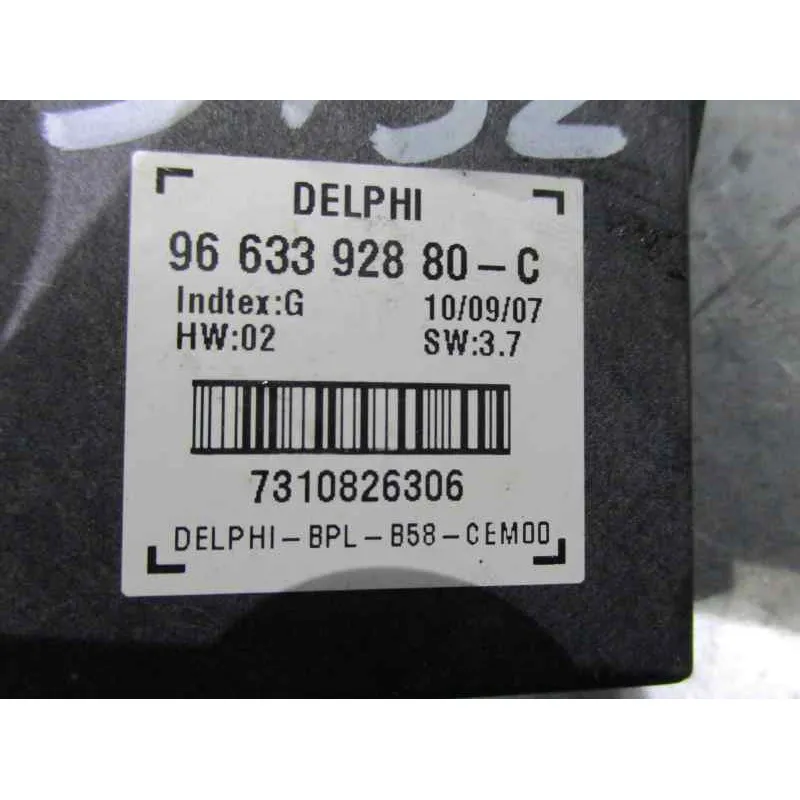 DELPHI
96 633 928 80-C
Indtex:G 10/09/07
HW:02 SW:3.7
7310826306
DELPHI-BPL-B58-CEM00